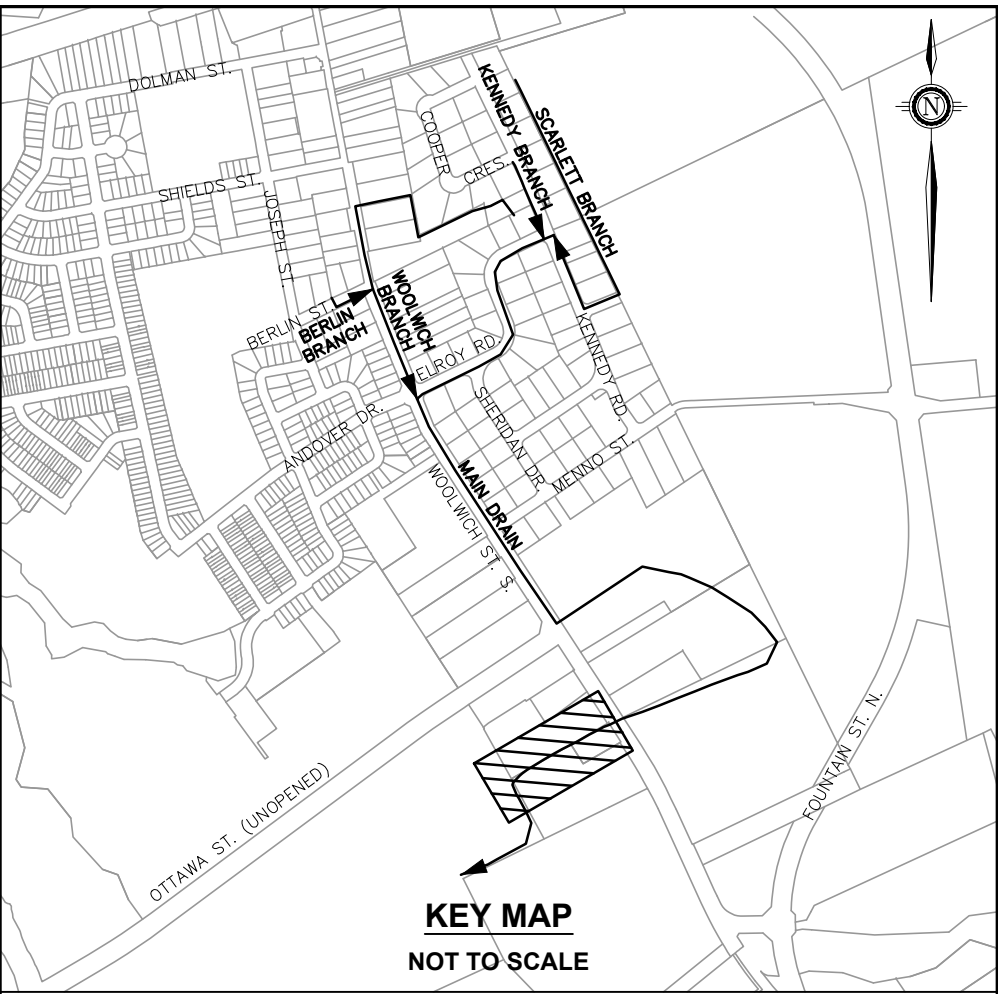 DOLMAN ST.
KENNEDY BRANCH
SCARLETT BRANCH
N
COOPER
CRES.
SHIELDS ST.
JOSEPH ST.
WOOLWICH
BRANCH
BERLIN ST.
BERLIN
BRANCH
ELROY RD.
KENNEDY RD.
SHERIDAN DR.
ANDOVER DR.
MENNO ST.
MAIN DRAIN
WOOLWICH ST. S.
FOUNTAIN ST. N.
OTTAWA ST. (UNOPENED)
KEY MAP
NOT TO SCALE